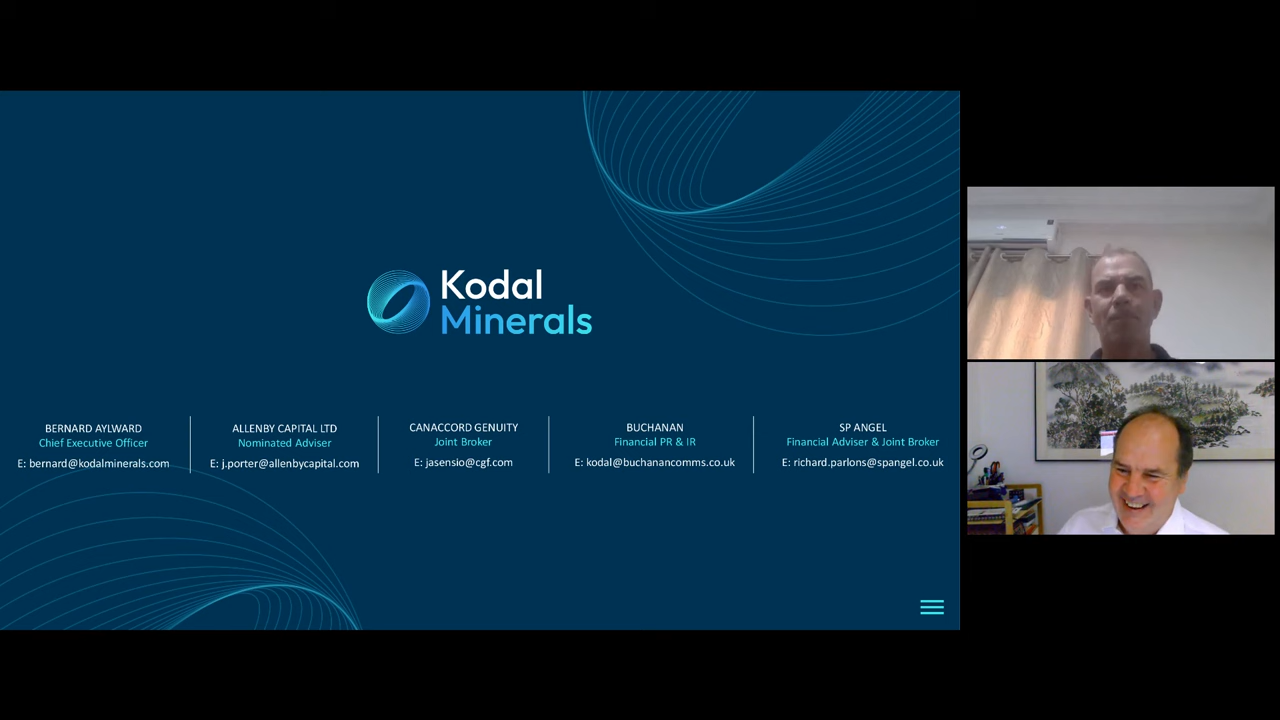 Kodal
Minerals
BERNARD AYLWARD
Chief Executive Officer
E: bernard@kodalminerals.com
ALLENBY CAPITAL LTD
Nominated Adviser
E: j.porter@allenbycapital.com
CANACCORD GENUITY
Joint Broker
E: jasensio@cgf.com
BUCHANAN
Financial PR & IR
E: kodal@buchanancomms.co.uk
SP ANGEL
Financial Adviser & Joint Broker
E: richard.parlons@spangel.co.uk